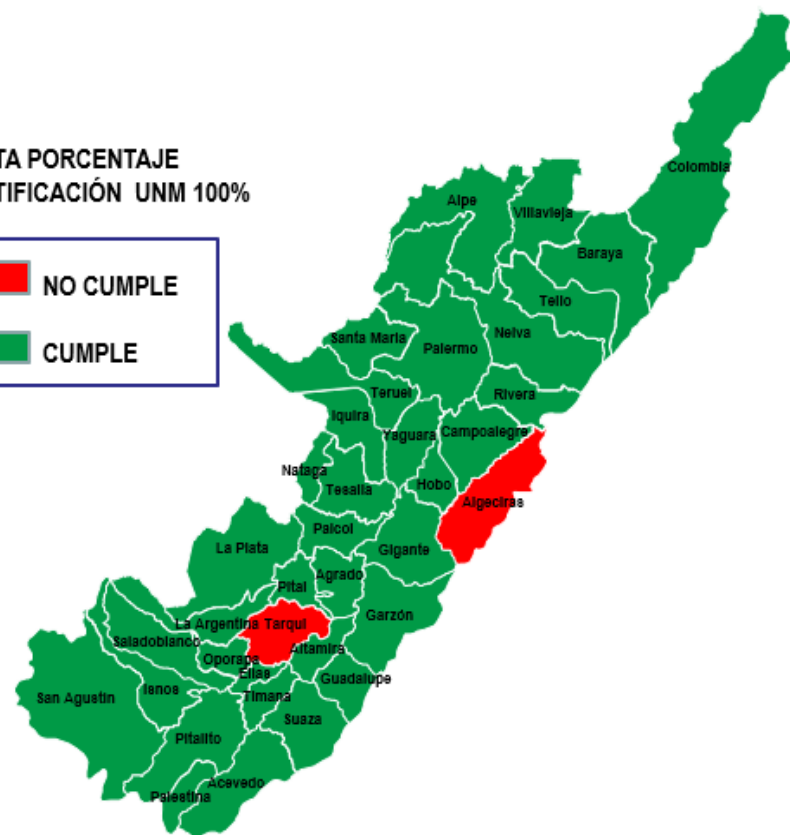 TA PORCENTAJE
TIFICACIÓN UNM 100%
NO CUMPLE
CUMPLE
Colombia
Alpe
Villavieja
Baraya
Tello
Neiva
Santa Maria
Palermo
Teruel
Rivera
Iquira
Yaguara
Campoalegre
Nataga
Tesalia
Hobo
Algeciras
Paicol
La Plata
Gigante
Agrado
Pital
Garzón
La Argentina
Tarqui
Saladoblanco
Altamira
Oporapa
Elias
Guadalupe
San Agustin
Isnos
Timana
Suaza
Pitalito
Acevedo
Palestina